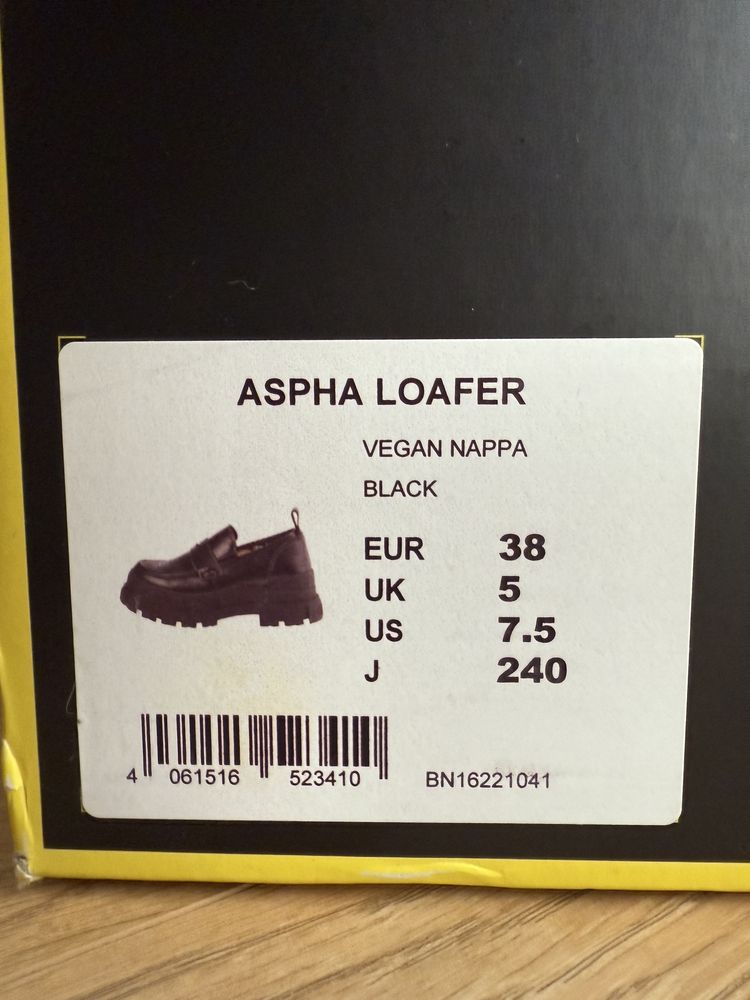 ASPHA LOAFER
VEGAN NAPPA
BLACK
EUR 38
UK 5
US 7.5
J 240
4 061516 523410
BN16221041